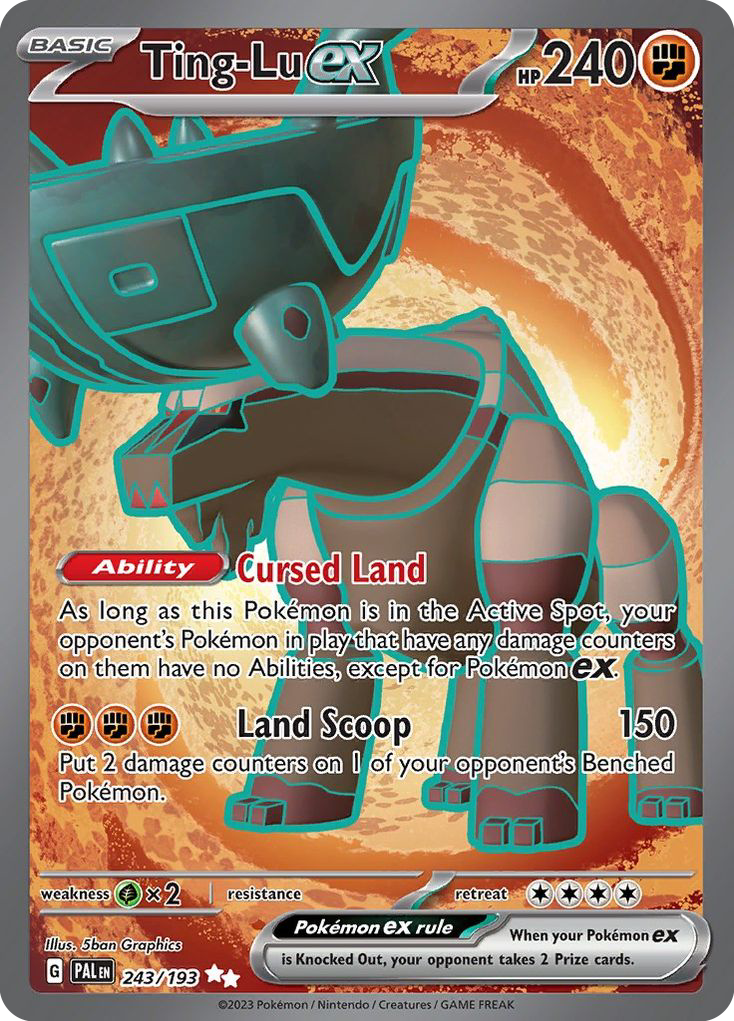 BASIC
Ting-Lu ex
HP 240
Ability Cursed Land
As long as this Pokémon is in the Active Spot, your
opponent's Pokémon in play that have any damage counters
on them have no Abilities, except for Pokémon ex.
Land Scoop 150
Put 2 damage counters on 1 of your opponent's Benched
Pokémon.
weakness ×2 resistance retreat
Illus. 5ban Graphics
Pokémon ex rule
When your Pokémon ex
is Knocked Out, your opponent takes 2 Prize cards.
G PAL EN 243/193
©2023 Pokémon / Nintendo / Creatures / GAME FREAK